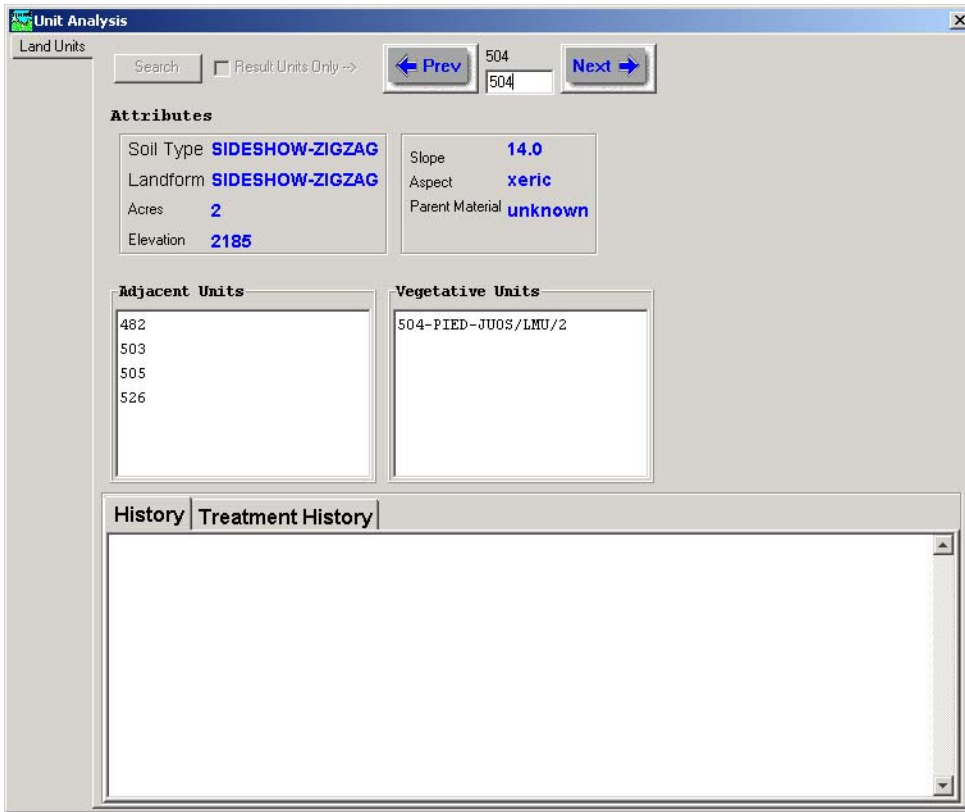 Unit Analysis
Land Units
Search
Result Units Only -->
Prev
504
504
Next
Attributes
Soil Type SIDESHOW-ZIGZAG
Landform SIDESHOW-ZIGZAG
Acres 2
Elevation 2185
Slope 14.0
Aspect xeric
Parent Material unknown
Adjacent Units
482
503
505
526
Vegetative Units
504-PIED-JUOS/LMU/2
History
Treatment History